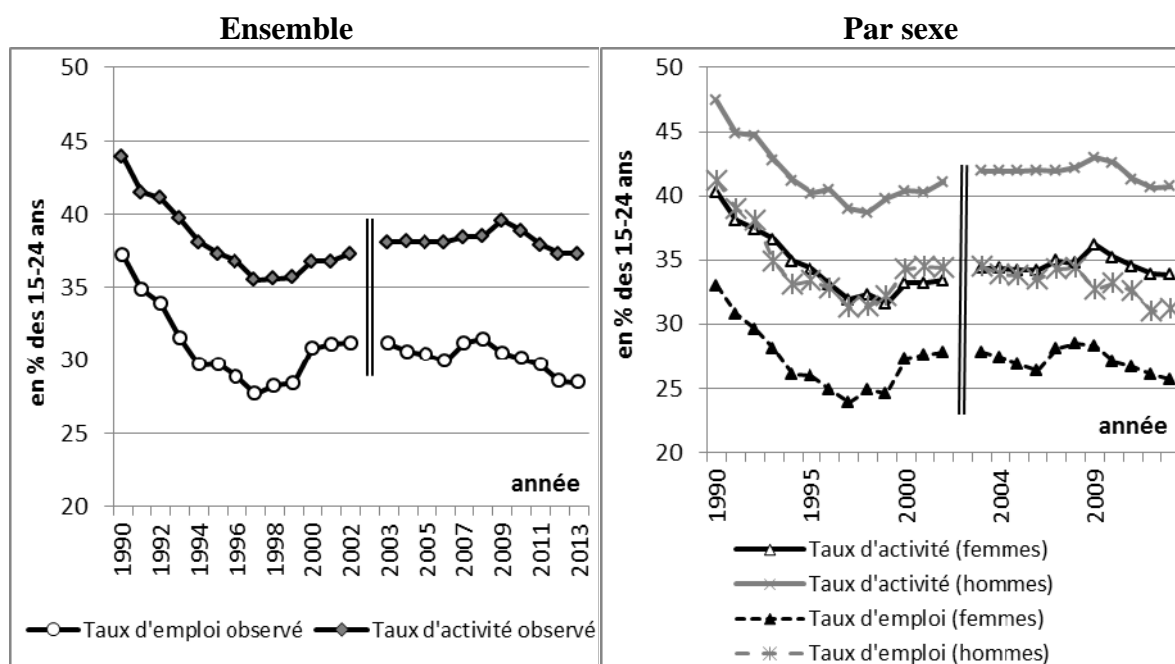 Ensemble
en % des 15-24 ans
50
45
40
35
30
25
20
année
1990
1992
1994
1996
1998
2000
2002
2003
2005
2007
2009
2011
2013
Taux d'emploi observé
Taux d'activité observé
Par sexe
en % des 15-24 ans
50
45
40
35
30
25
20
année
1990
1995
2000
2004
2009
Taux d'activité (femmes)
Taux d'activité (hommes)
Taux d'emploi (femmes)
Taux d'emploi (hommes)